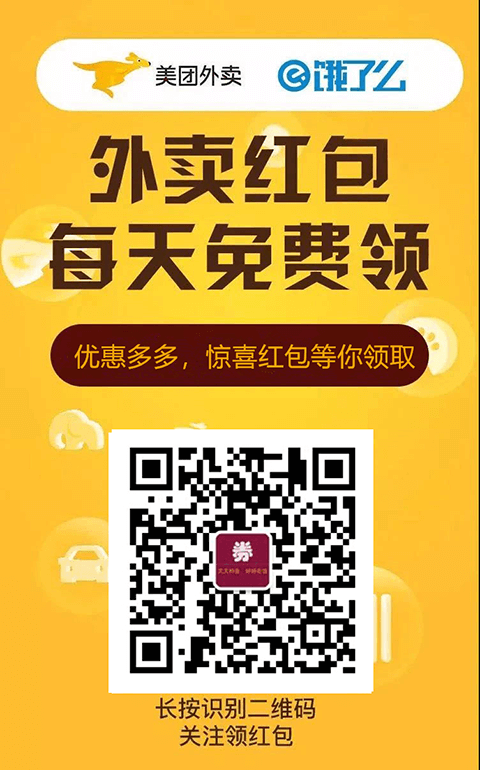 美团外卖 饿了么
外卖红包
每天免费领
优惠多多，惊喜红包等你领取
券
长按识别二维码
关注领红包